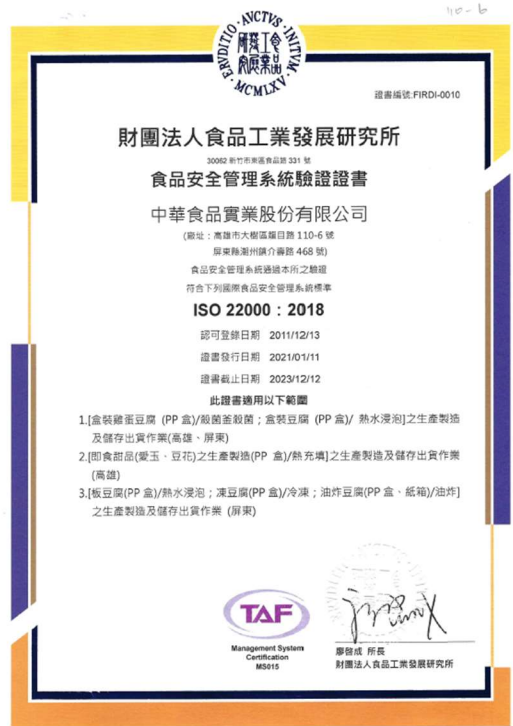 110-6
ERVDITIO·AVCTVS·INITVM·MCMLXV·
食品工業發展研究所
證書編號:FIRDI-0010
財團法人食品工業發展研究所
30062 新竹市東區食品路 331 號
食品安全管理系統驗證證書
中華食品實業股份有限公司
(廠址：高雄市大樹區龍目路 110-6 號
屏東縣潮州鎮介壽路 468 號)
食品安全管理系統通過本所之驗證
符合下列國際食品安全管理系統標準
ISO 22000：2018
認可登錄日期 2011/12/13
證書發行日期 2021/01/11
證書截止日期 2023/12/12
此證書適用以下範圍
1.[盒裝雞蛋豆腐 (PP 盒)/殺菌釜殺菌；盒裝豆腐 (PP 盒)/ 熱水浸泡]之生產製造
及儲存出貨作業(高雄、屏東)
2.[即食甜品(愛玉、豆花)之生產製造(PP 盒)/熱充填]之生產製造及儲存出貨作業
(高雄)
3.[板豆腐(PP 盒)/熱水浸泡；凍豆腐(PP 盒)/冷凍；油炸豆腐(PP 盒、紙箱)/油炸]
之生產製造及儲存出貨作業 (屏東)
TAF
Management System
Certification
MS015
廖啓成 所長
財團法人食品工業發展研究所